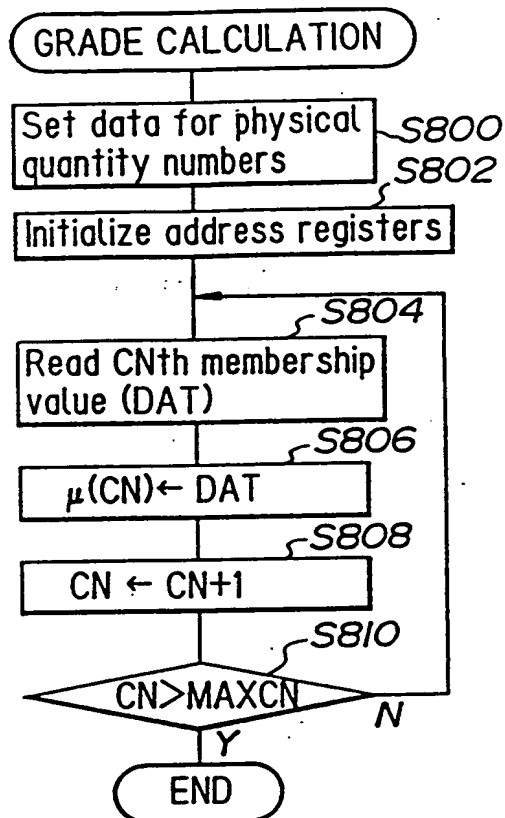 GRADE CALCULATION
Set data for physical
quantity numbers
S800
S802
Initialize address registers
S804
Read CNth membership
value (DAT)
S806
μ(CN)← DAT
S808
CN ← CN+1
S810
CN>MAXCN
N
Y
END